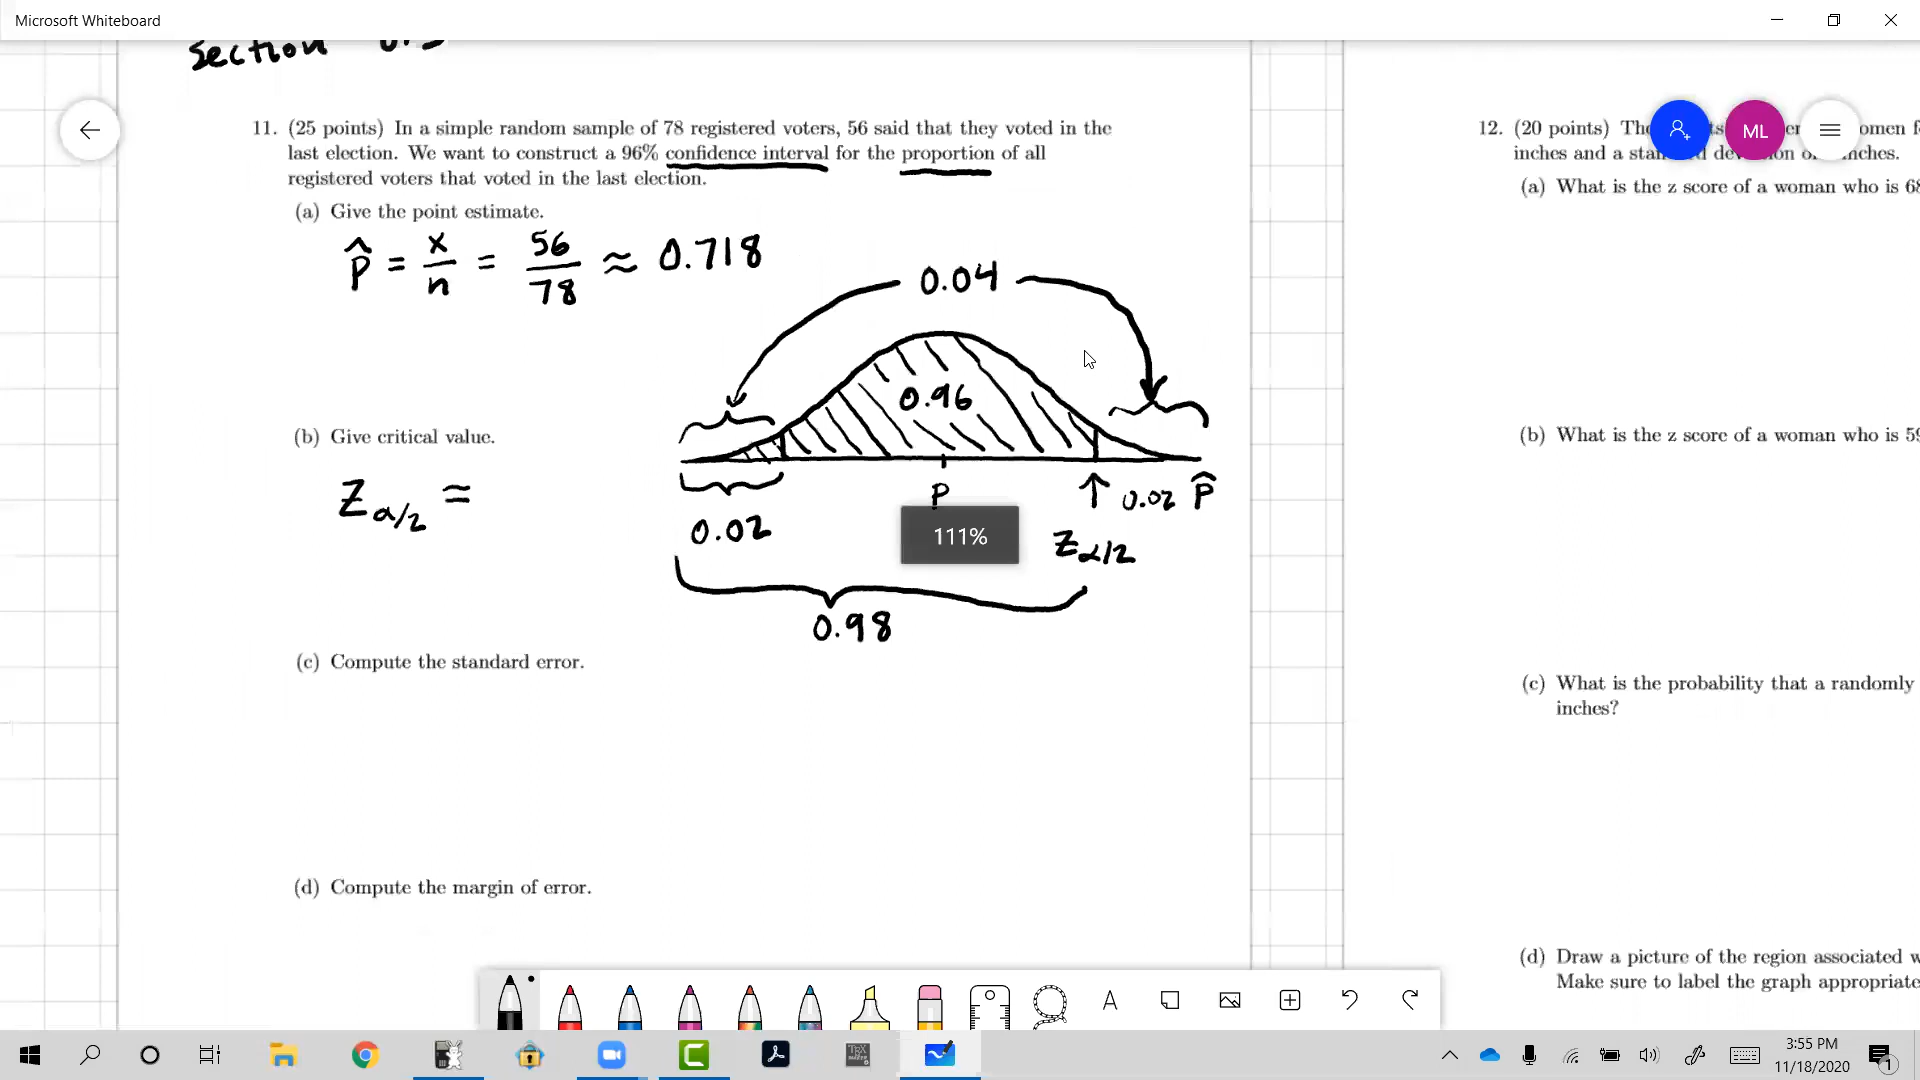 Microsoft Whiteboard
Section
11. (25 points) In a simple random sample of 78 registered voters, 56 said that they voted in the
last election. We want to construct a 96% confidence interval for the proportion of all
registered voters that voted in the last election.
(a) Give the point estimate.
p̂ = x/n = 56/78 ≈ 0.718
0.04
0.96
(b) Give critical value.
Z α/2 =
P
0.02 p̂
0.02
111%
Z α/2
0.98
(c) Compute the standard error.
(d) Compute the margin of error.
ML
12. (20 points) omen f
inches and a nches.
(a) What is the z score of a woman who is 68
(b) What is the z score of a woman who is 59
(c) What is the probability that a randomly
inches?
(d) Draw a picture of the region associated w
Make sure to label the graph appropriate
A
3:55 PM
11/18/2020
1